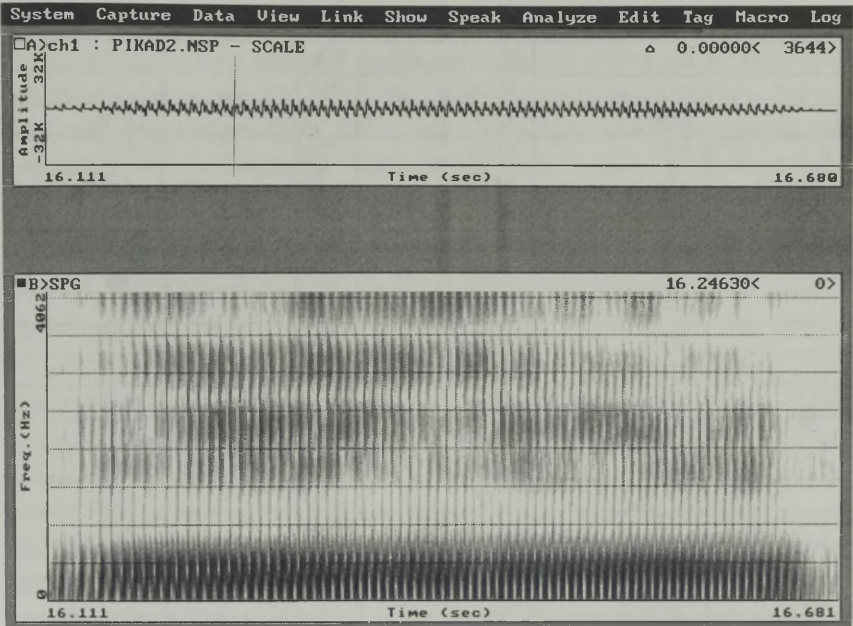 System Capture Data View Link Show Speak Analyze Edit Tag Macro Log
A>ch1 : PIKAD2.NSP - SCALE 0.00000< 3644>
32K
Amplitude
-32K
16.111 Time (sec) 16.680
B>SPG 16.24630< 0>
4062
Freq.(Hz)
0
16.111 Time (sec) 16.681